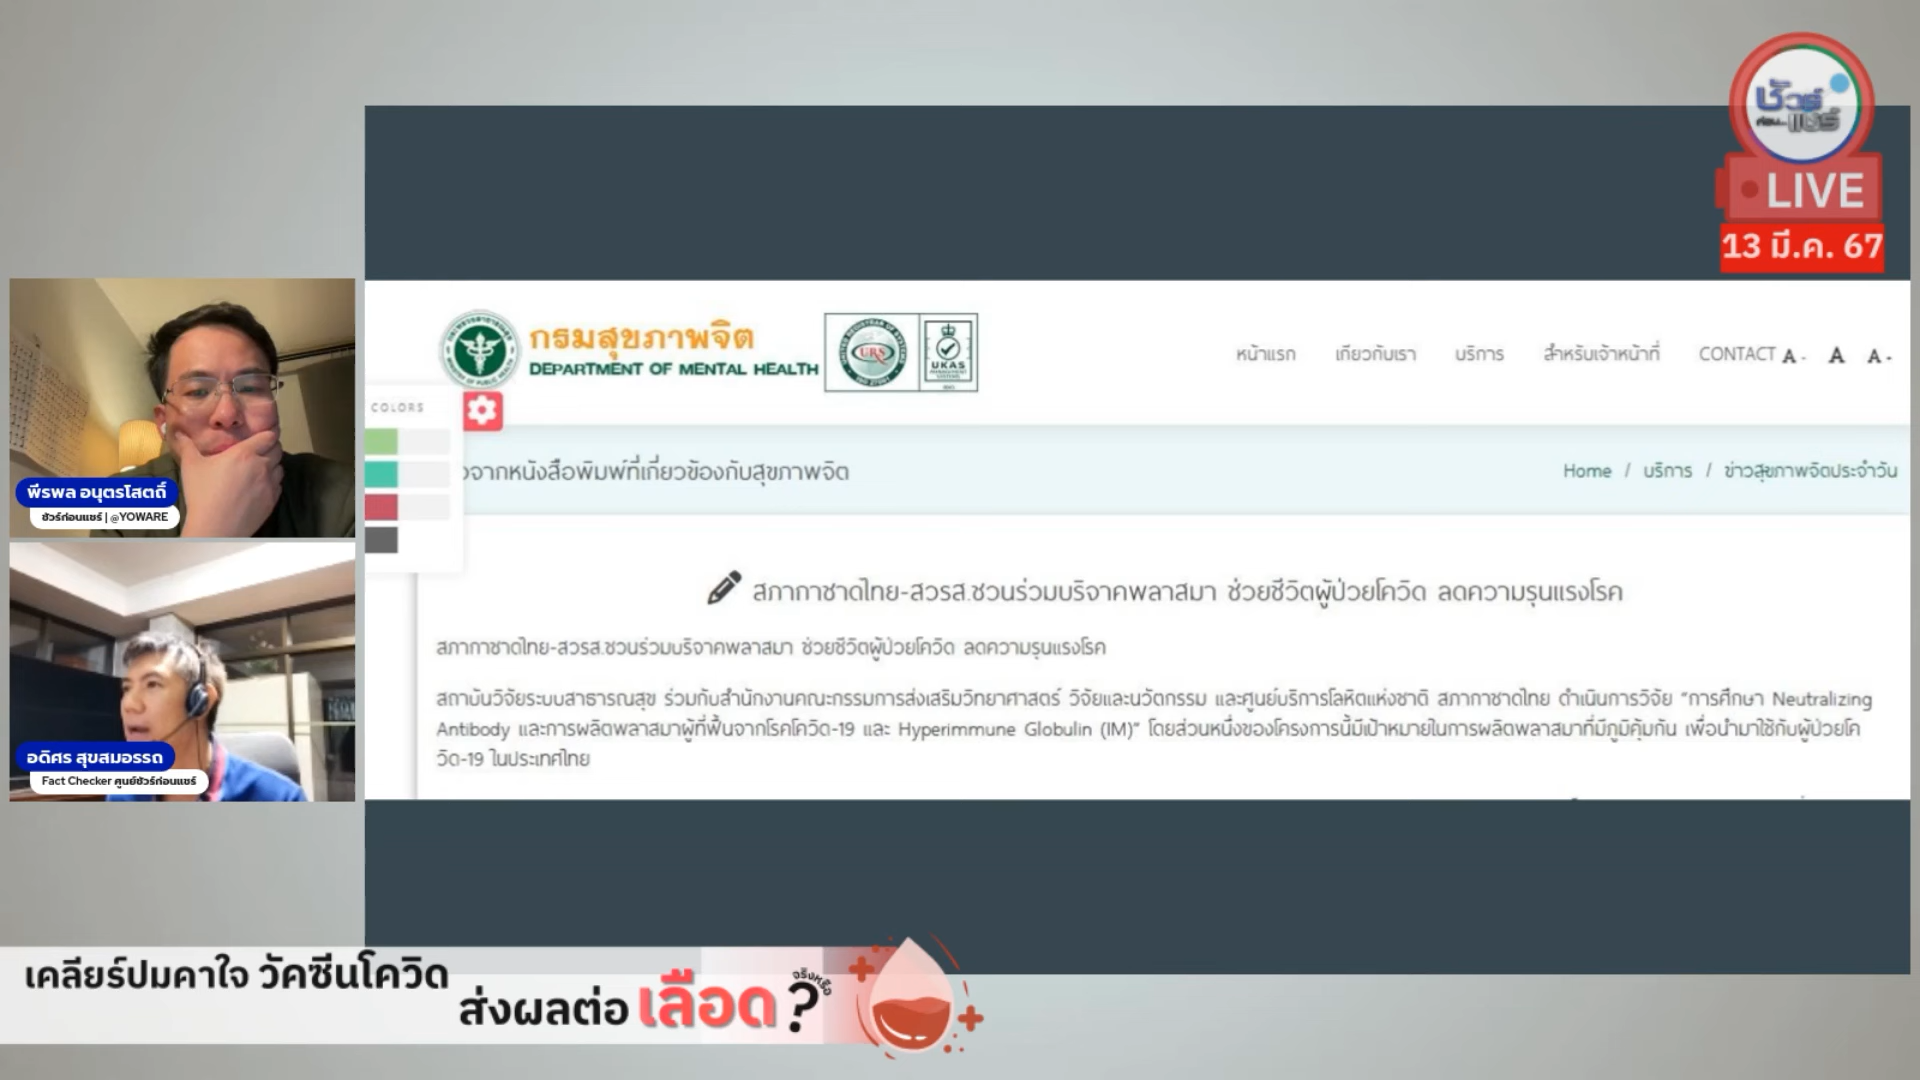 ชัวร์
ก่อน...แชร์
LIVE
13 มี.ค. 67
กรมสุขภาพจิต
DEPARTMENT OF MENTAL HEALTH
URS
UKAS
MANAGEMENT
SYSTEMS
หน้าแรก เกี่ยวกับเรา บริการ สำหรับเจ้าหน้าที่ CONTACT A - A A -
COLORS
จากหนังสือพิมพ์ที่เกี่ยวข้องกับสุขภาพจิต
Home / บริการ / ข่าวสุขภาพจิตประจำวัน
สภากาชาดไทย-สวรส.ชวนร่วมบริจาคพลาสมา ช่วยชีวิตผู้ป่วยโควิด ลดความรุนแรงโรค
สภากาชาดไทย-สวรส.ชวนร่วมบริจาคพลาสมา ช่วยชีวิตผู้ป่วยโควิด ลดความรุนแรงโรค
สถาบันวิจัยระบบสาธารณสุข ร่วมกับสำนักงานคณะกรรมการส่งเสริมวิทยาศาสตร์ วิจัยและนวัตกรรม และศูนย์บริการโลหิตแห่งชาติ สภากาชาดไทย ดำเนินการวิจัย “การศึกษา Neutralizing
Antibody และการผลิตพลาสมาผู้ที่ฟื้นจากโรคโควิด-19 และ Hyperimmune Globulin (IM)” โดยส่วนหนึ่งของโครงการนี้มีเป้าหมายในการผลิตพลาสมาที่มีภูมิคุ้มกัน เพื่อนำมาใช้กับผู้ป่วยโค
วิด-19 ในประเทศไทย
พีรพล อนุตรโสตถิ์
ชัวร์ก่อนแชร์ | @YOWARE
อดิศร สุขสมอรรถ
Fact Checker ศูนย์ชัวร์ก่อนแชร์
เคลียร์ปมคาใจ วัคซีนโควิด
ส่งผลต่อ เลือด ?
จริงหรือ